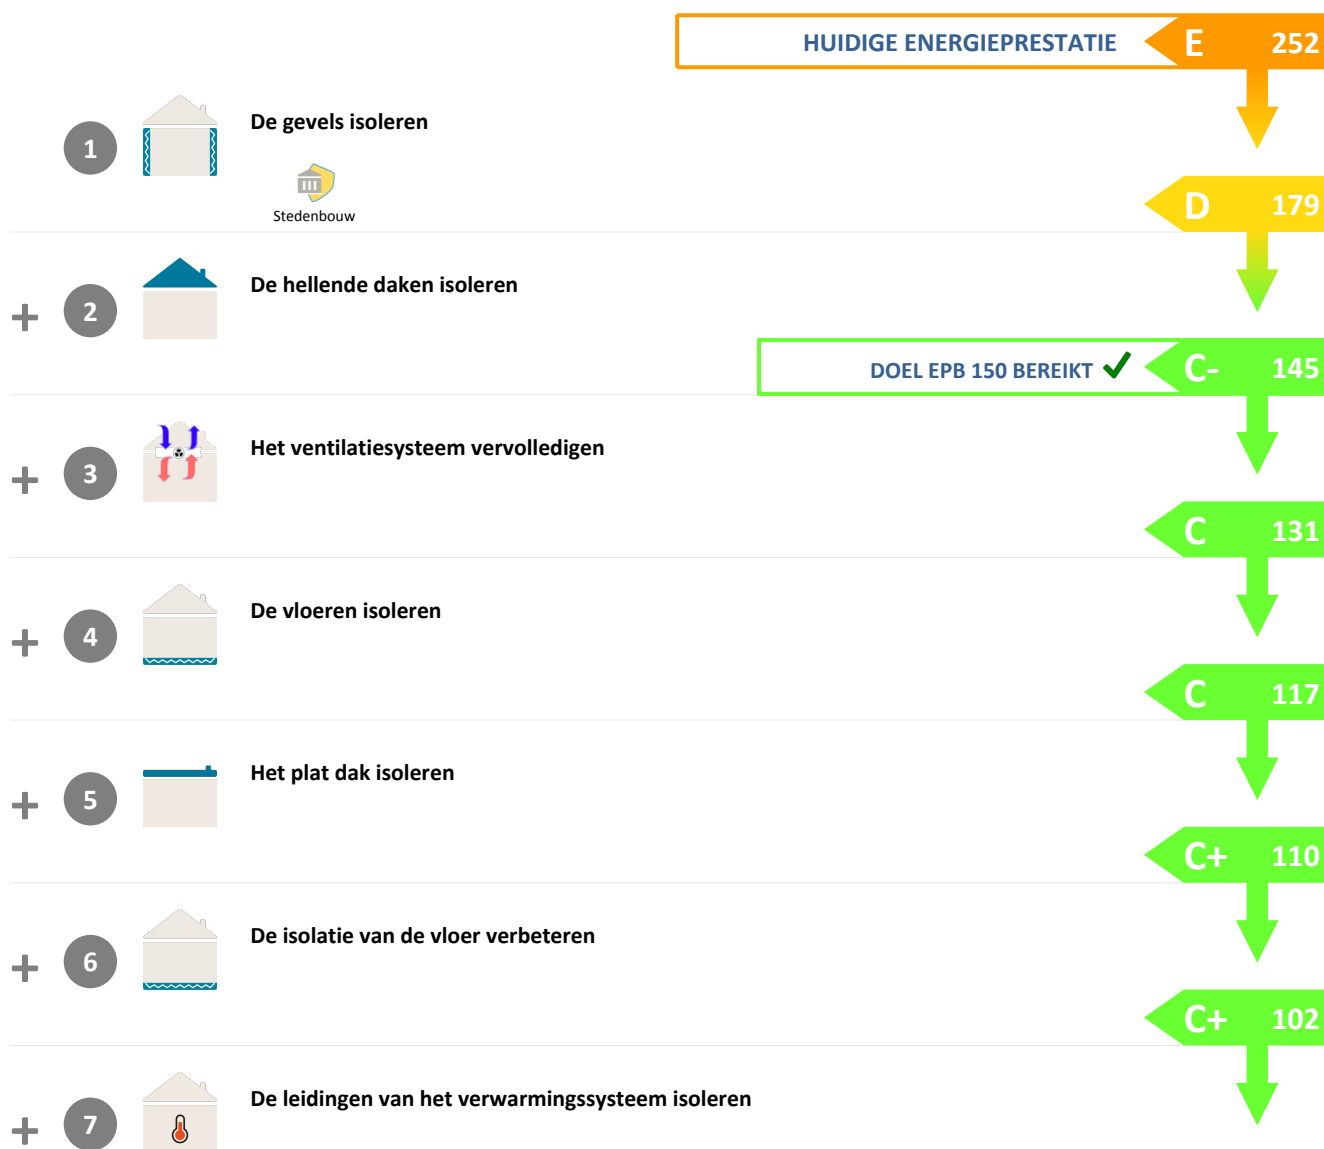 HUIDIGE ENERGIEPRESTATIE E 252
1 De gevels isoleren
Stedenbouw
D 179
+ 2 De hellende daken isoleren
DOEL EPB 150 BEREIKT ✓ C- 145
+ 3 Het ventilatiesysteem vervolledigen
C 131
+ 4 De vloeren isoleren
C 117
+ 5 Het plat dak isoleren
C+ 110
+ 6 De isolatie van de vloer verbeteren
C+ 102
+ 7 De leidingen van het verwarmingssysteem isoleren